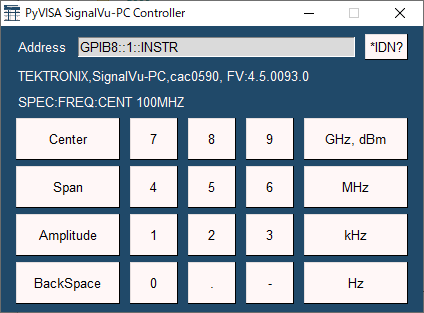 PyVISA SignalVu-PC Controller
Address GPIB8::1::INSTR *IDN?
TEKTRONIX,SignalVu-PC,cac0590, FV:4.5.0093.0
SPEC:FREQ:CENT 100MHZ
Center 7 8 9 GHz, dBm
Span 4 5 6 MHz
Amplitude 1 2 3 kHz
BackSpace 0 . - Hz